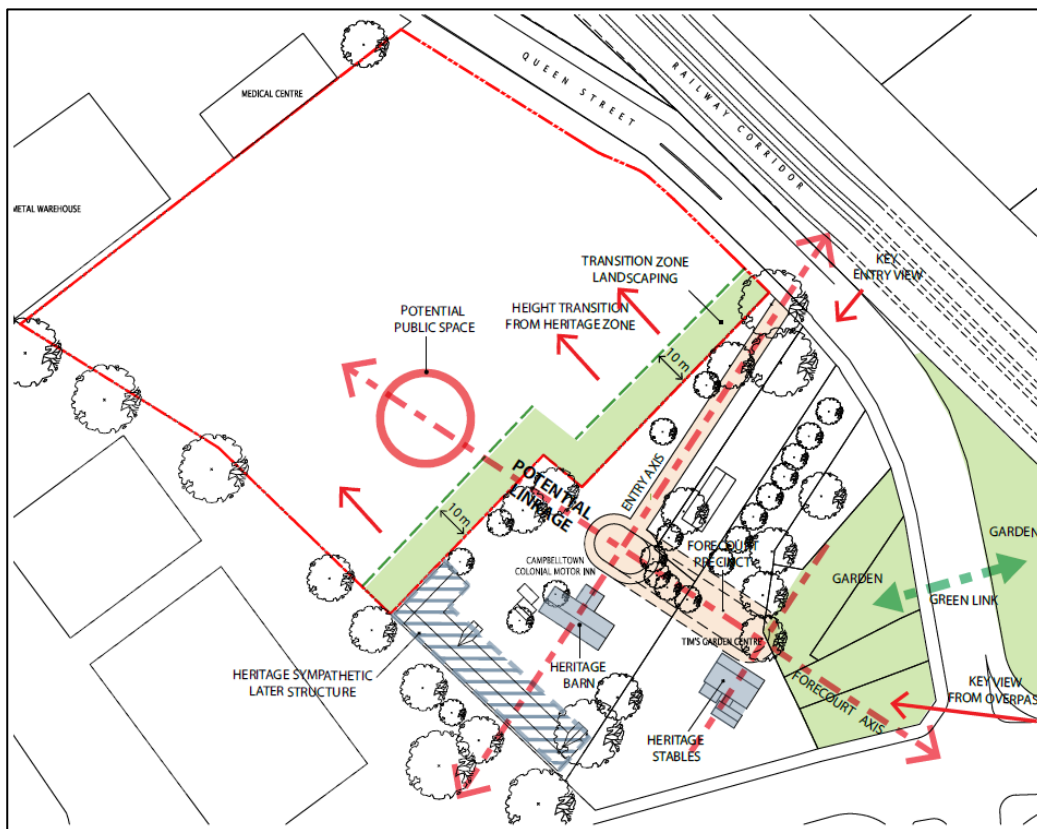 MEDICAL CENTRE
QUEEN STREET
RAILWAY CORRIDOR
METAL WAREHOUSE
KEY
ENTRY VIEW
TRANSITION ZONE
LANDSCAPING
HEIGHT TRANSITION
FROM HERITAGE ZONE
POTENTIAL
PUBLIC SPACE
10 m
10 m
POTENTIAL
LINKAGE
ENTRY AXIS
CAMPBELLTOWN
COLONIAL MOTOR INN
FORECOURT
PRECINCT
GARDEN
GARDEN
GREEN LINK
TIM'S GARDEN CENTRE
HERITAGE SYMPATHETIC
LATER STRUCTURE
HERITAGE
BARN
HERITAGE
STABLES
FORECOURT AXIS
KEY VIEW
FROM OVERPAS